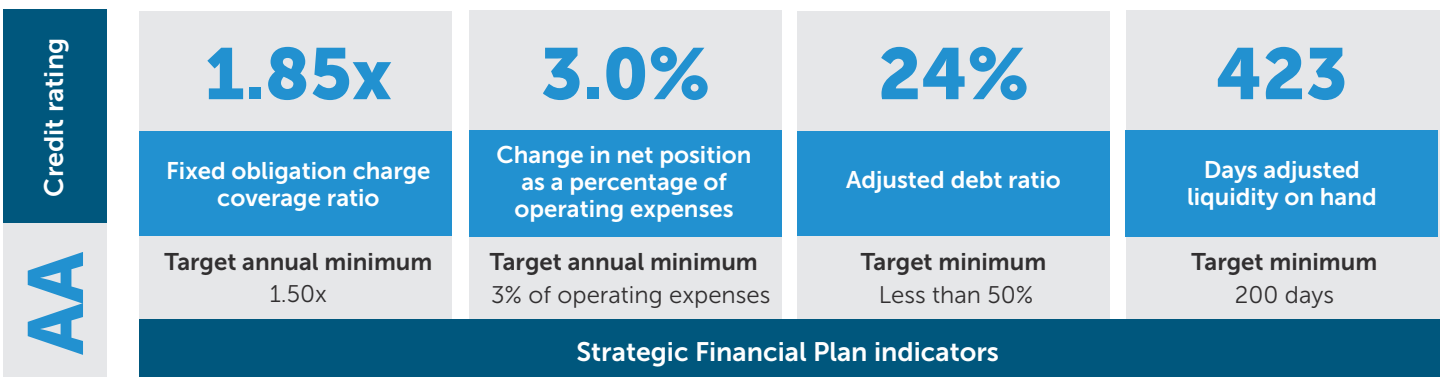 Credit rating
AA
1.85x
Fixed obligation charge
coverage ratio
Target annual minimum
1.50x
3.0%
Change in net position
as a percentage of
operating expenses
Target annual minimum
3% of operating expenses
24%
Adjusted debt ratio
Target minimum
Less than 50%
423
Days adjusted
liquidity on hand
Target minimum
200 days
Strategic Financial Plan indicators